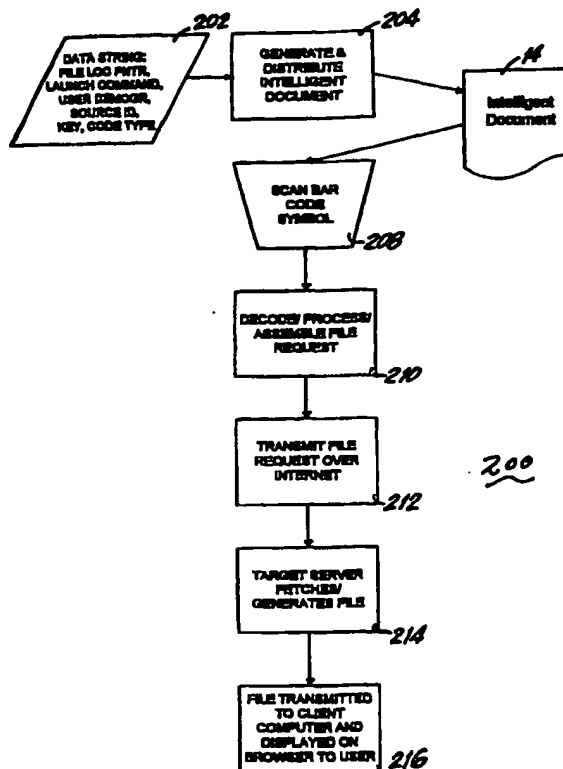 202
DATA STRING:
FILE LOC PNTR,
LAUNCH COMMAND,
USER DEMOGR,
SOURCE ID,
KEY, CODE TYPE,
204
GENERATE &
DISTRIBUTE
INTELLIGENT
DOCUMENT
14
Intelligent
Document
SCAN BAR
CODE
SYMBOL
208
DECODE/ PROCESS/
ASSEMBLE FILE
REQUEST
210
TRANSMIT FILE
REQUEST OVER
INTERNET
212
200
TARGET SERVER
FETCHES/
GENERATES FILE
214
FILE TRANSMITTED
TO CLIENT
COMPUTER AND
DISPLAYED ON
BROWSER TO USER
216